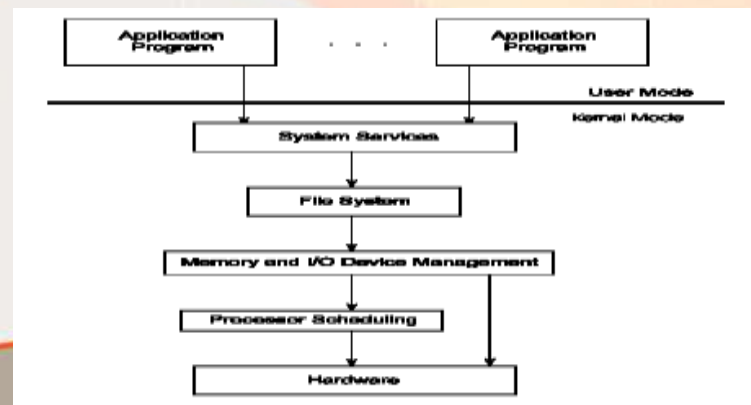 Application
Program
. . .
Application
Program
User Mode
Kernel Mode
System Services
File System
Memory and I/O Device Management
Processor Scheduling
Hardware